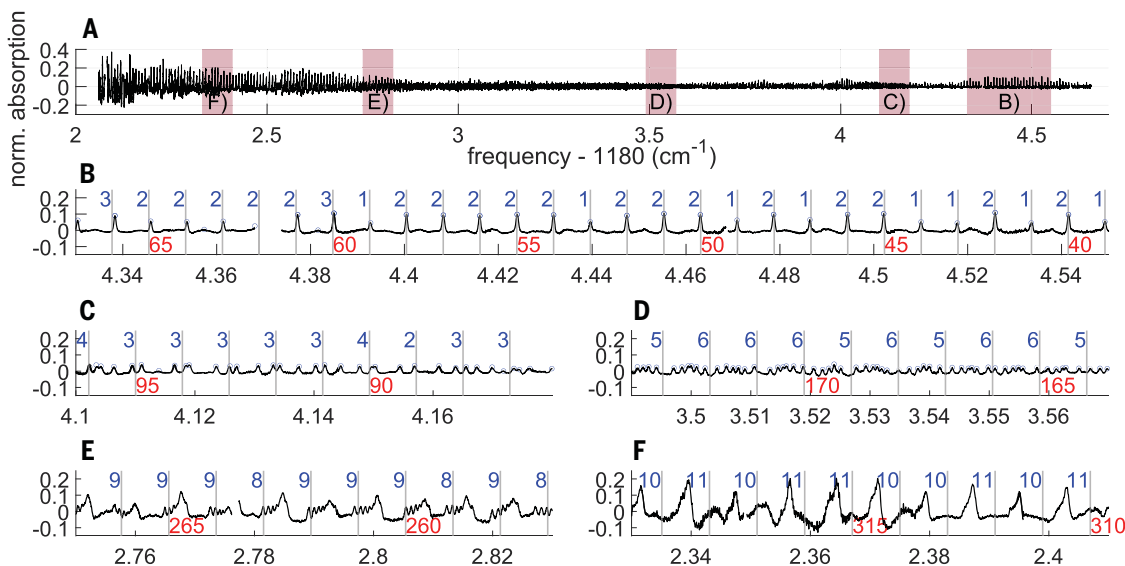 A
norm. absorption
0.4
0.2
0
-0.2
F) E) D) C) B)
2 2.5 3 3.5 4 4.5
frequency - 1180 (cm-1)
B
0.2
0.1
0
-0.1
3 2 2 2 2 2 3 1 2 2 2 2 2 1 2 2 2 1 2 1 2 2 1 1 2 1 2 1
65 60 55 50 45 40
4.34 4.36 4.38 4.4 4.42 4.44 4.46 4.48 4.5 4.52 4.54
C
0.2
0.1
0
-0.1
4 3 3 3 3 3 4 2 3 3
95 90
4.1 4.12 4.14 4.16
D
0.2
0.1
0
-0.1
5 6 6 6 5 6 5 6 6 5
170 165
3.5 3.51 3.52 3.53 3.54 3.55 3.56
E
0.2
0.1
0
-0.1
9 9 9 8 9 9 9 8 9 8
265 260
2.76 2.78 2.8 2.82
F
0.2
0.1
0
-0.1
10 11 10 11 11 10 10 11 10 11
315 310
2.34 2.36 2.38 2.4